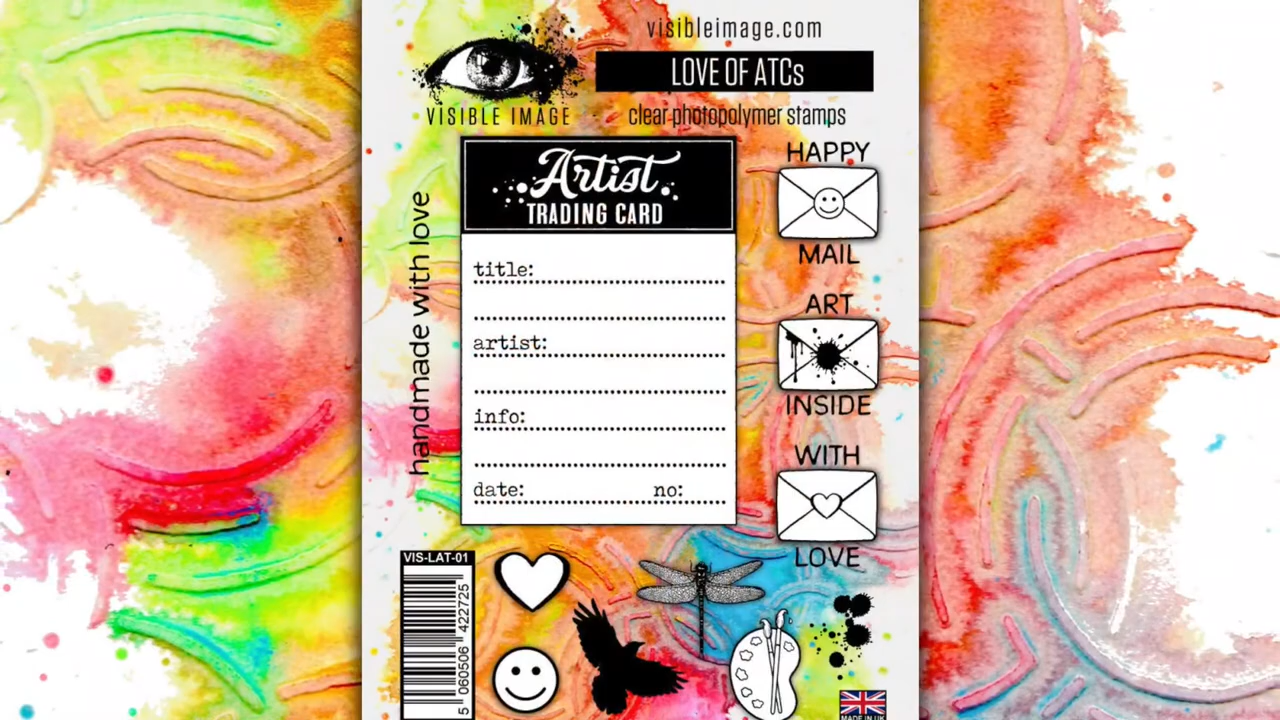 visibleimage.com
LOVE OF ATCs
VISIBLE IMAGE
clear photopolymer stamps
handmade with love
Artist
TRADING CARD
title:
artist:
info:
date: no:
HAPPY
MAIL
ART
INSIDE
WITH
LOVE
VIS-LAT-01
5 060506 422725
MADE IN UK